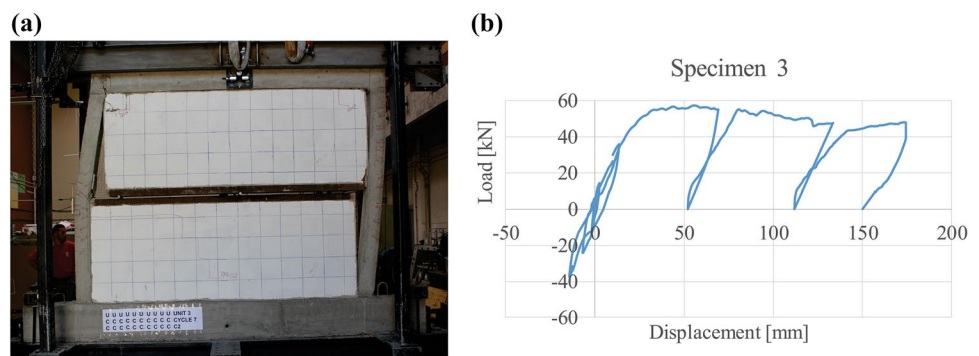 (a)
U U U U U U U U U U UNIT 3
C C C C C C C C C C CYCLE 7
C C C C C C C C C C C2
(b)
Specimen 3
Load [kN]
60
40
20
0
-20
-40
-60
-50
0
50
100
150
200
Displacement [mm]